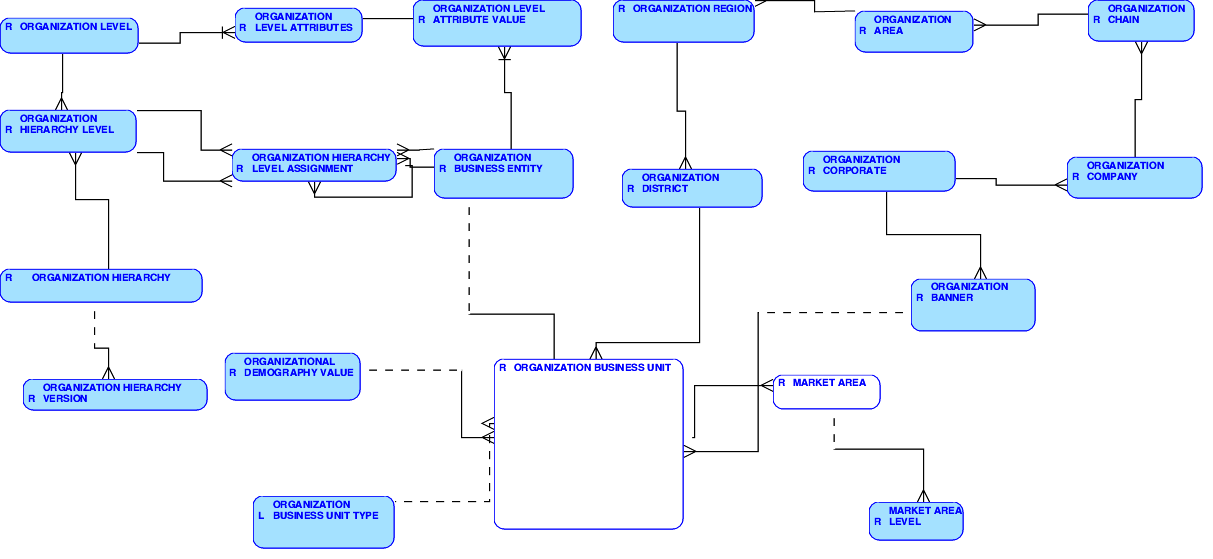 R ORGANIZATION LEVEL
ORGANIZATION
R LEVEL ATTRIBUTES
ORGANIZATION LEVEL
R ATTRIBUTE VALUE
R ORGANIZATION REGION
ORGANIZATION
R AREA
ORGANIZATION
R CHAIN
ORGANIZATION
R HIERARCHY LEVEL
ORGANIZATION HIERARCHY
R LEVEL ASSIGNMENT
ORGANIZATION
R BUSINESS ENTITY
ORGANIZATION
R DISTRICT
ORGANIZATION
R CORPORATE
ORGANIZATION
R COMPANY
R ORGANIZATION HIERARCHY
ORGANIZATION
R BANNER
ORGANIZATION HIERARCHY
R VERSION
ORGANIZATIONAL
R DEMOGRAPHY VALUE
R ORGANIZATION BUSINESS UNIT
R MARKET AREA
ORGANIZATION
L BUSINESS UNIT TYPE
MARKET AREA
R LEVEL